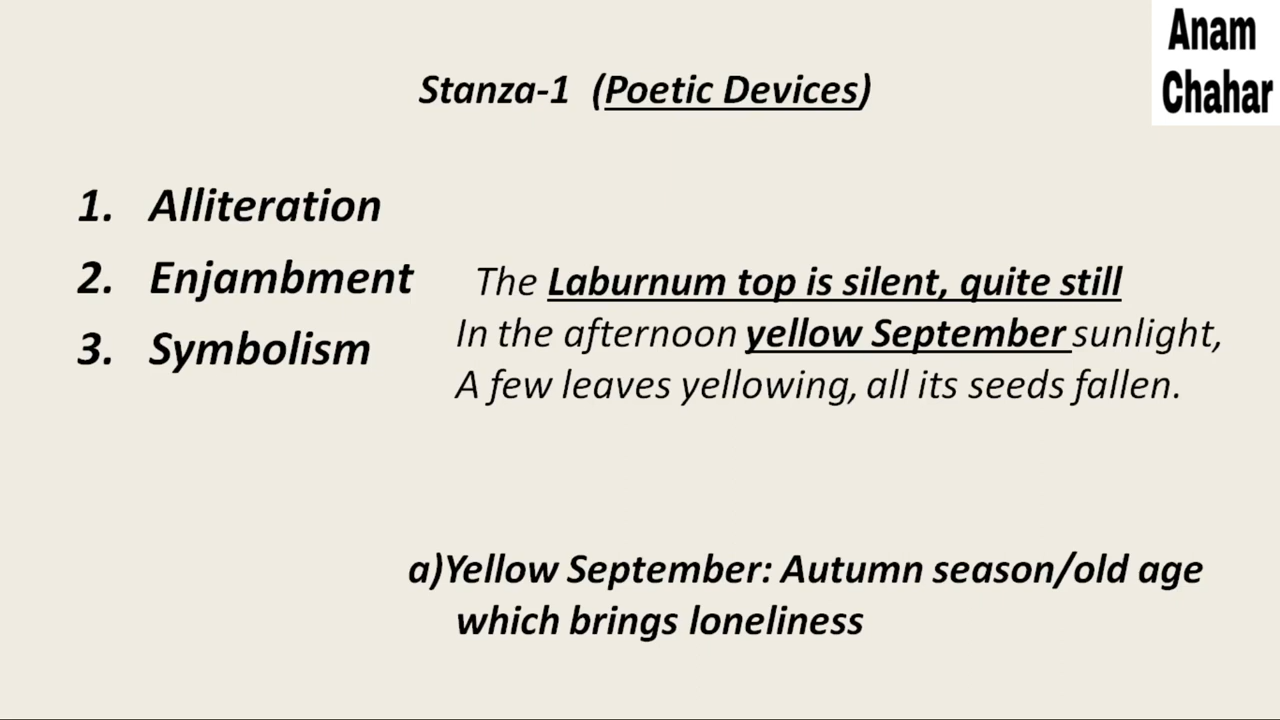 Anam
Chahar
Stanza-1 (Poetic Devices)
1. Alliteration
2. Enjambment
3. Symbolism
The Laburnum top is silent, quite still
In the afternoon yellow September sunlight,
A few leaves yellowing, all its seeds fallen.
a)Yellow September: Autumn season/old age
which brings loneliness